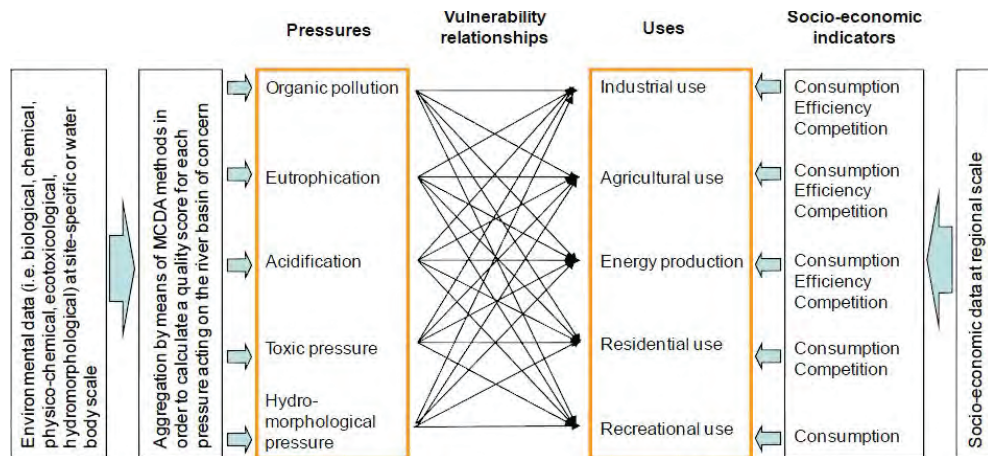 Pressures
Vulnerability
relationships
Uses
Socio-economic
indicators
Environmental data (i.e. biological, chemical,
physico-chemical, ecotoxicological,
hydromorphological) at site-specific or water
body scale
Aggregation by means of MCDA methods in
order to calculate a quality score for each
pressure acting on the river basin of concern
Organic pollution
Eutrophication
Acidification
Toxic pressure
Hydro-
morphological
pressure
Industrial use
Agricultural use
Energy production
Residential use
Recreational use
Consumption
Efficiency
Competition
Consumption
Efficiency
Competition
Consumption
Efficiency
Competition
Consumption
Competition
Consumption
Socio-economic data at regional scale